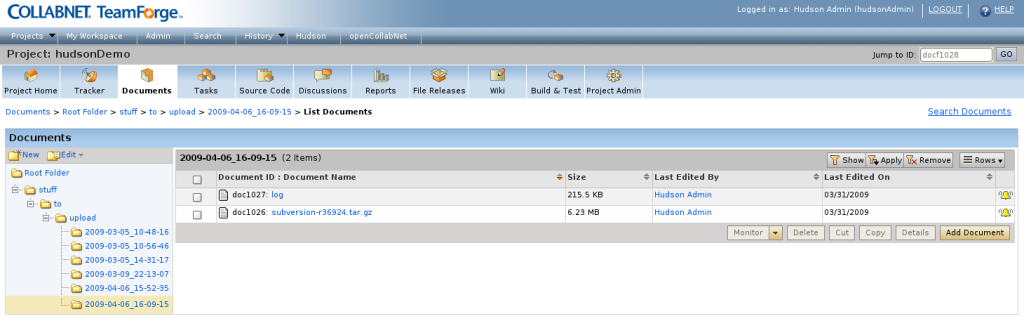 COLLABNET TeamForge
Logged in as: Hudson Admin (hudsonAdmin) LOGOUT ? HELP
Projects My Workspace Admin Search History Hudson openCollabNet
Project: hudsonDemo Jump to ID: docf1028 GO
Project Home Tracker Documents Tasks Source Code Discussions Reports File Releases Wiki Build & Test Project Admin
Documents > Root Folder > stuff > to > upload > 2009-04-06_16-09-15 > List Documents Search Documents
Documents
New Edit
Root Folder
stuff
to
upload
2009-03-05_10-48-16
2009-03-05_10-56-46
2009-03-05_14-31-17
2009-03-09_22-13-07
2009-04-06_15-52-35
2009-04-06_16-09-15
2009-04-06_16-09-15 (2 Items) Show Apply Remove Rows
Document ID : Document Name Size Last Edited By Last Edited On
doc1027: log 215.5 KB Hudson Admin 03/31/2009
doc1026: subversion-r36924.tar.gz 6.23 MB Hudson Admin 03/31/2009
Monitor Delete Cut Copy Details Add Document